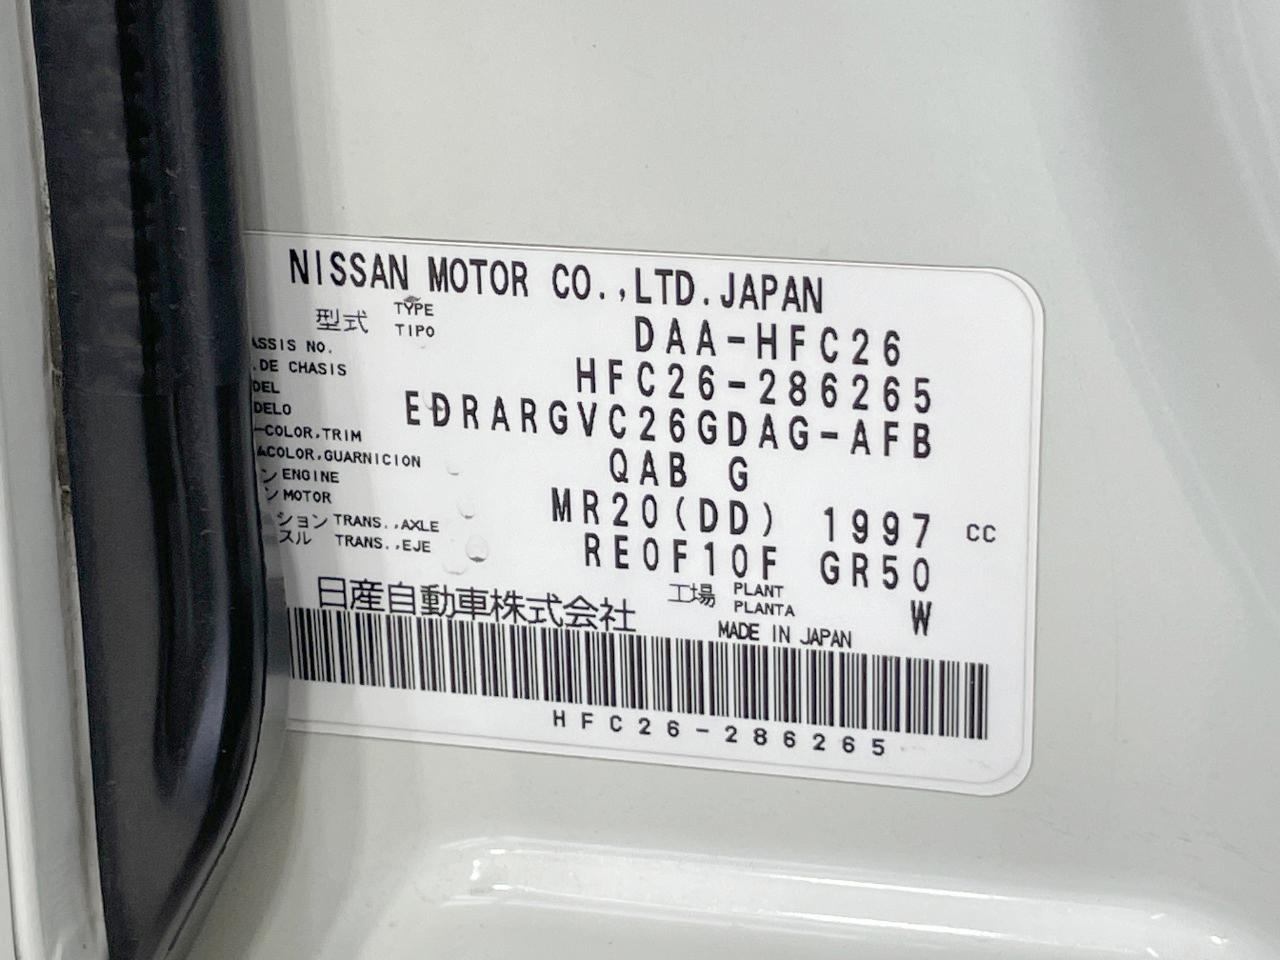 NISSAN MOTOR CO.,LTD.JAPAN
型式 TYPE TIPO DAA-HFC26
ASSIS NO.
.DE CHASIS HFC26-286265
DEL
DELO EDRARGVC26GDAG-AFB
-COLOR,TRIM
COLOR,GUARNICION QAB G
ン ENGINE
ン MOTOR MR20(DD) 1997 CC
ション TRANS.,AXLE
スル TRANS.,EJE RE0F10F GR50
工場 PLANT PLANTA W
日産自動車株式会社
MADE IN JAPAN
HFC26-286265